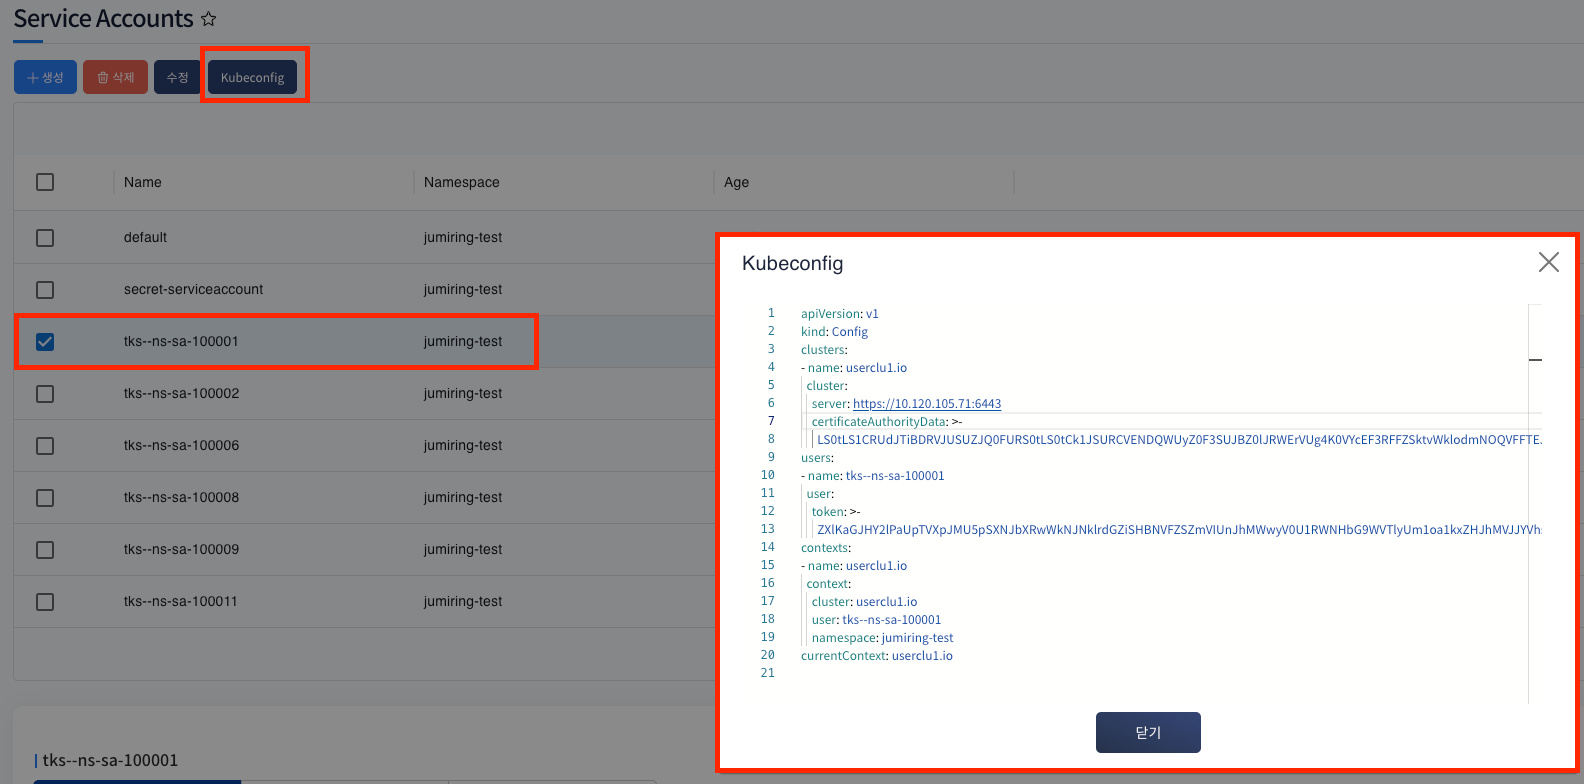 Service Accounts
생성
삭제
수정
Kubeconfig
Name Namespace Age
default jumiring-test
secret-serviceaccount jumiring-test
tks--ns-sa-100001 jumiring-test
tks--ns-sa-100002 jumiring-test
tks--ns-sa-100006 jumiring-test
tks--ns-sa-100008 jumiring-test
tks--ns-sa-100009 jumiring-test
tks--ns-sa-100011 jumiring-test
tks--ns-sa-100001
Kubeconfig
1 apiVersion: v1
2 kind: Config
3 clusters:
4 - name: userclu1.io
5 cluster:
6 server: https://10.120.105.71:6443
7 certificateAuthorityData: >-
8
9 users:
10 - name: tks--ns-sa-100001
11 user:
12 token: >-
13
14 contexts:
15 - name: userclu1.io
16 context:
17 cluster: userclu1.io
18 user: tks--ns-sa-100001
19 namespace: jumiring-test
20 currentContext: userclu1.io
21
닫기